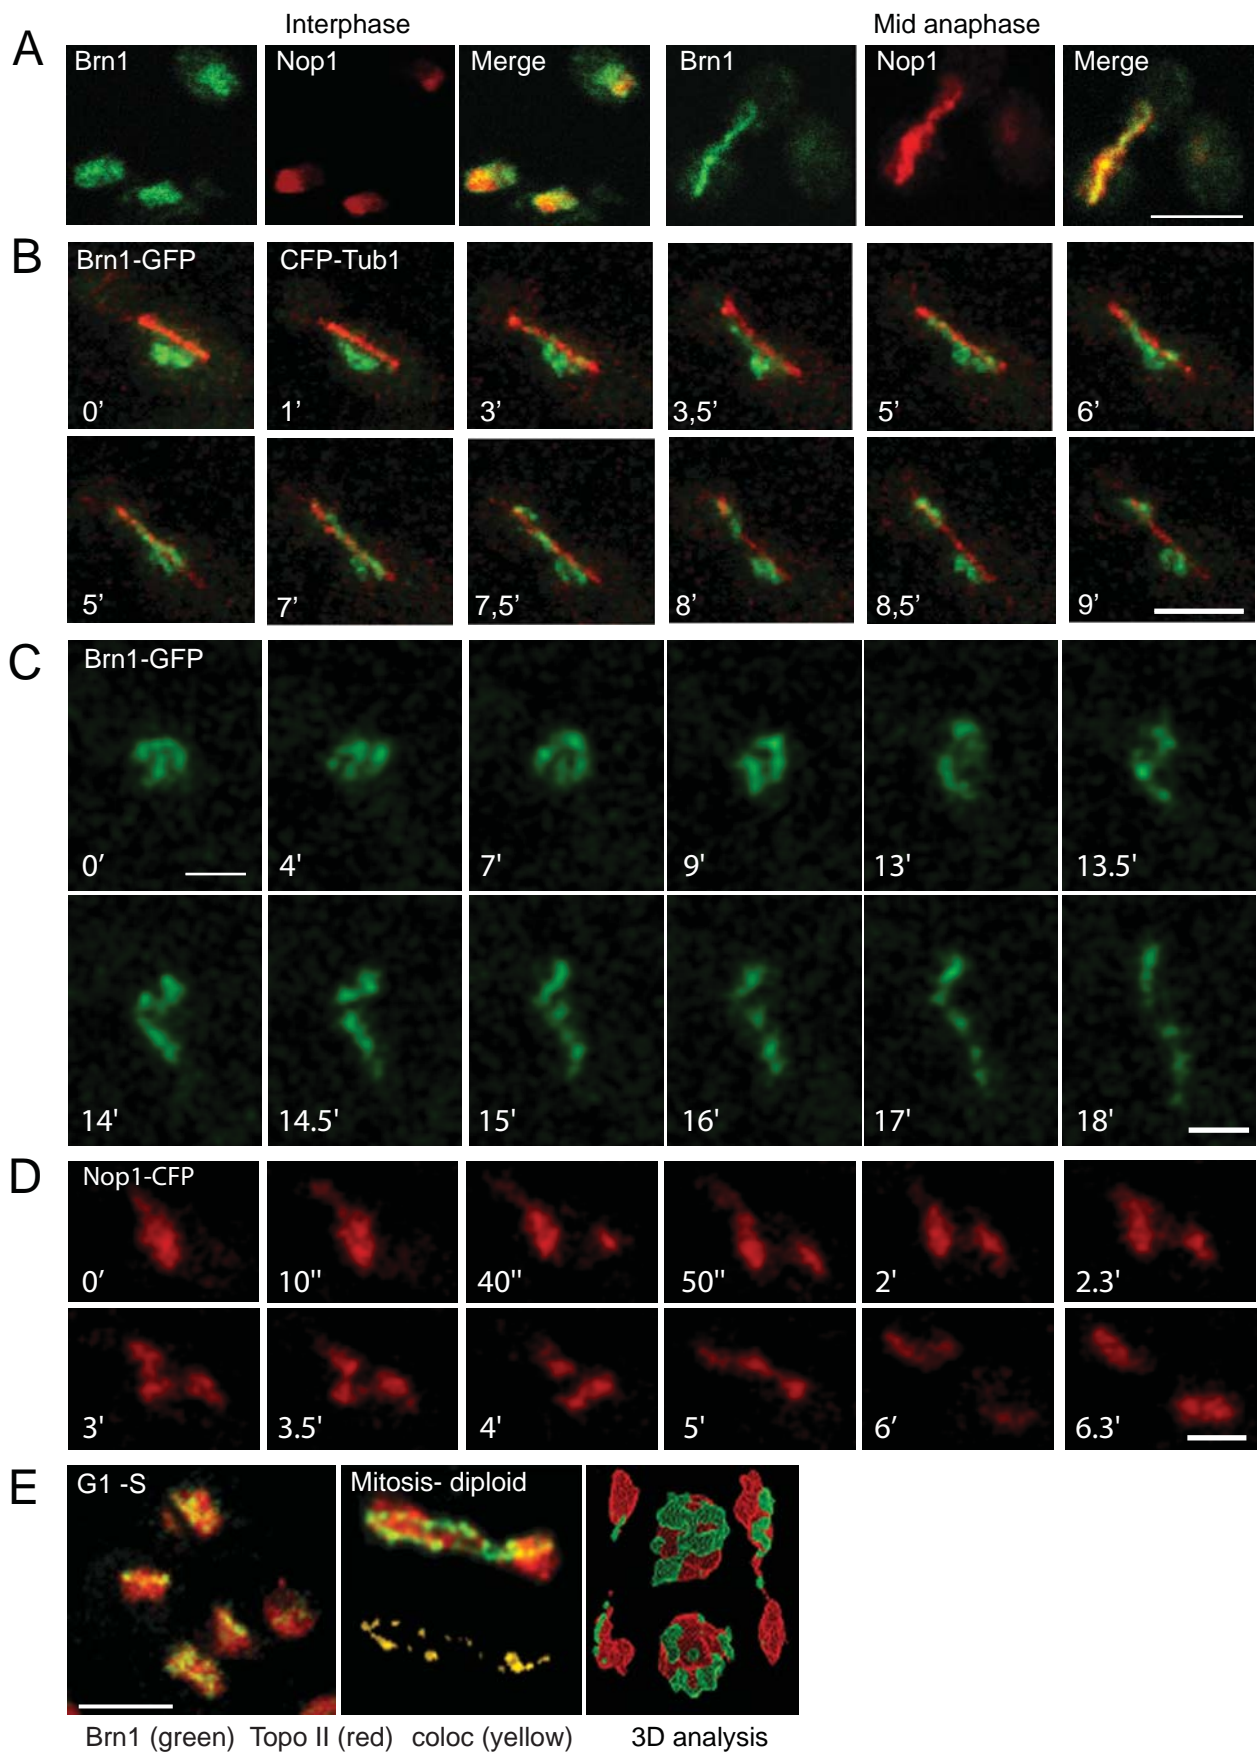 Interphase Mid anaphase
A Brn1 Nop1 Merge Brn1 Nop1 Merge
B Brn1-GFP CFP-Tub1
0’ 1’ 3’ 3,5’ 5’ 6’
5’ 7’ 7,5’ 8’ 8,5’ 9’
C Brn1-GFP
0’ 4' 7' 9' 13' 13.5'
14' 14.5' 15' 16' 17' 18'
D Nop1-CFP
0’ 10" 40" 50" 2' 2.3'
3' 3.5' 4' 5' 6’ 6.3'
E G1 -S Mitosis- diploid
Brn1 (green) Topo II (red) coloc (yellow) 3D analysis